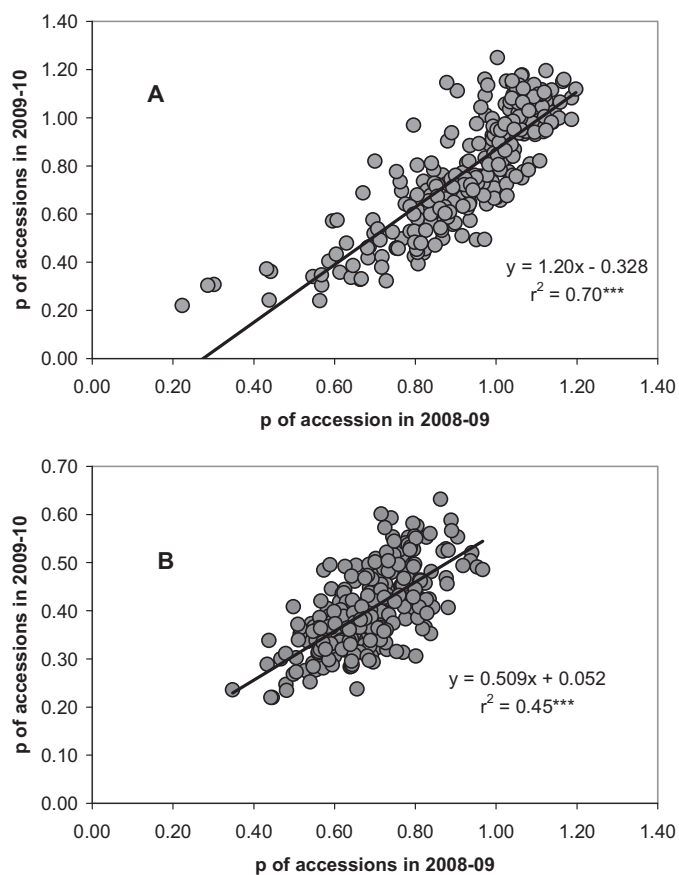 1.40
1.20
1.00
0.80
0.60
0.40
0.20
0.00
p of accessions in 2009-10
A
y = 1.20x - 0.328
r² = 0.70***
0.00 0.20 0.40 0.60 0.80 1.00 1.20 1.40
p of accession in 2008-09
0.70
0.60
0.50
0.40
0.30
0.20
0.10
0.00
p of accessions in 2009-10
B
y = 0.509x + 0.052
r² = 0.45***
0.00 0.20 0.40 0.60 0.80 1.00 1.20 1.40
p of accessions in 2008-09